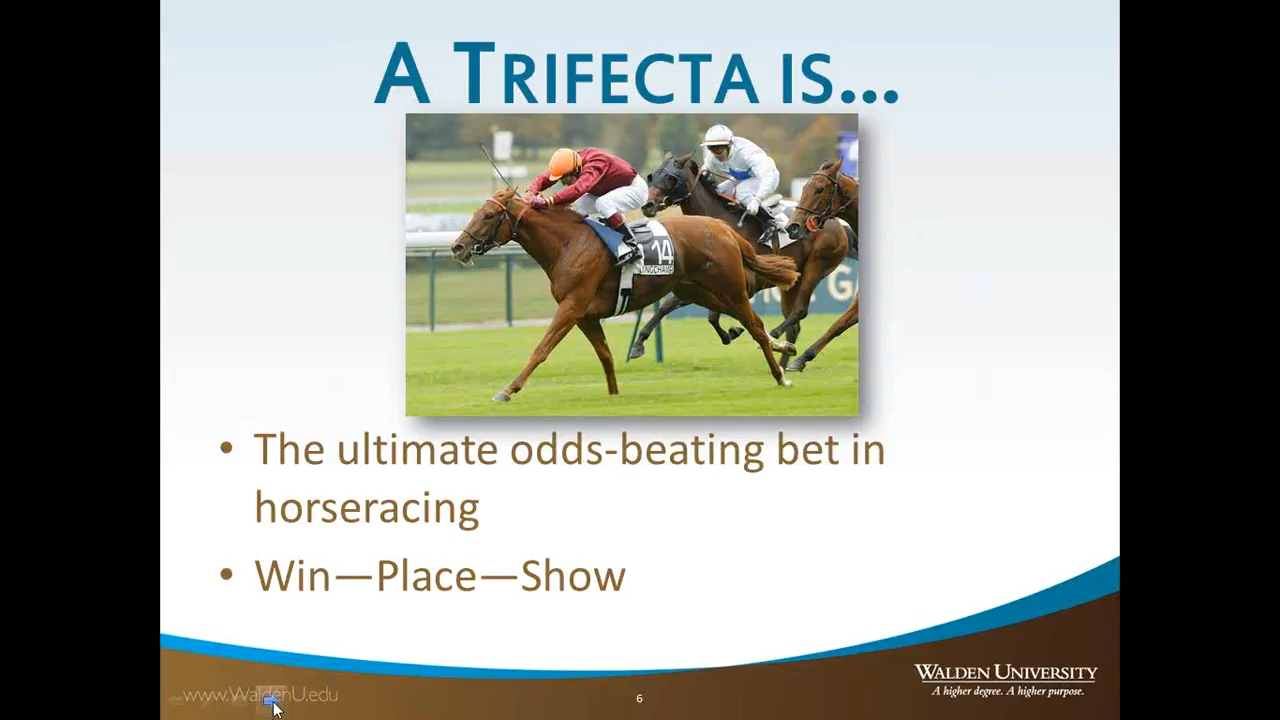 A TRIFECTA IS...
14
• The ultimate odds-beating bet in
horseracing
• Win—Place—Show
WALDEN UNIVERSITY
A higher degree. A higher purpose.
www.WaldenU.edu
6